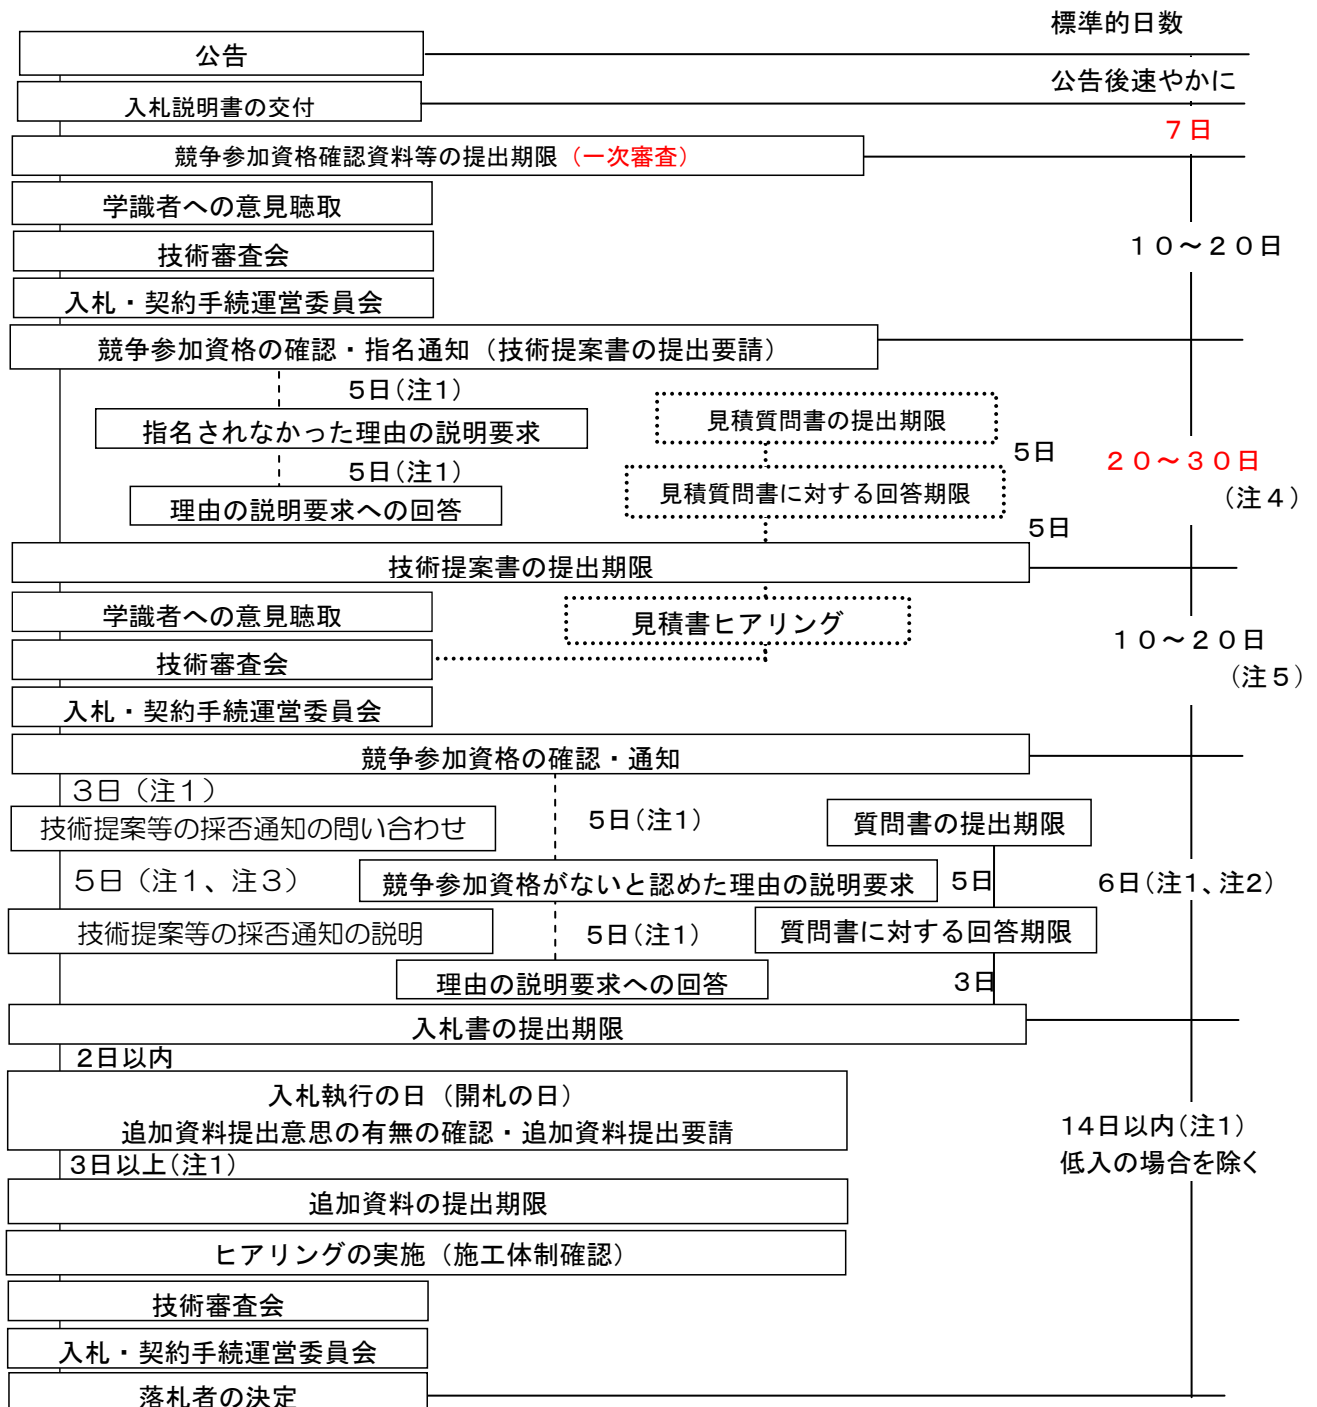 標準的日数
公告
公告後速やかに
入札説明書の交付
７日
競争参加資格確認資料等の提出期限（一次審査）
学識者への意見聴取
技術審査会
１０～２０日
入札・契約手続運営委員会
競争参加資格の確認・指名通知（技術提案書の提出要請）
５日（注１）
見積質問書の提出期限
指名されなかった理由の説明要求
５日
２０～３０日
（注４）
５日（注１）
見積質問書に対する回答期限
理由の説明要求への回答
５日
技術提案書の提出期限
学識者への意見聴取
見積書ヒアリング
１０～２０日
（注５）
技術審査会
入札・契約手続運営委員会
競争参加資格の確認・通知
３日（注１）
５日（注１）
質問書の提出期限
技術提案等の採否通知の問い合わせ
５日（注１、注３）
競争参加資格がないと認めた理由の説明要求
５日
６日（注１、注２）
技術提案等の採否通知の説明
５日（注１）
質問書に対する回答期限
理由の説明要求への回答
３日
入札書の提出期限
２日以内
入札執行の日（開札の日）
追加資料提出意思の有無の確認・追加資料提出要請
１４日以内（注１）
低入の場合を除く
３日以上（注１）
追加資料の提出期限
ヒアリングの実施（施工体制確認）
技術審査会
入札・契約手続運営委員会
落札者の決定